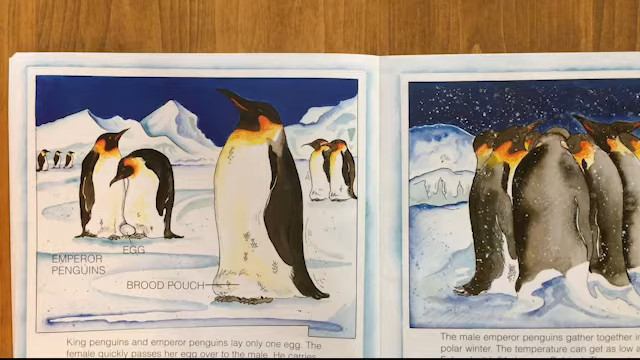 EGG
EMPEROR
PENGUINS
BROOD POUCH
King penguins and emperor penguins lay only one egg. The
female quickly passes her egg over to the male. He carries
The male emperor penguins gather together
polar winter. The temperature can get as low a